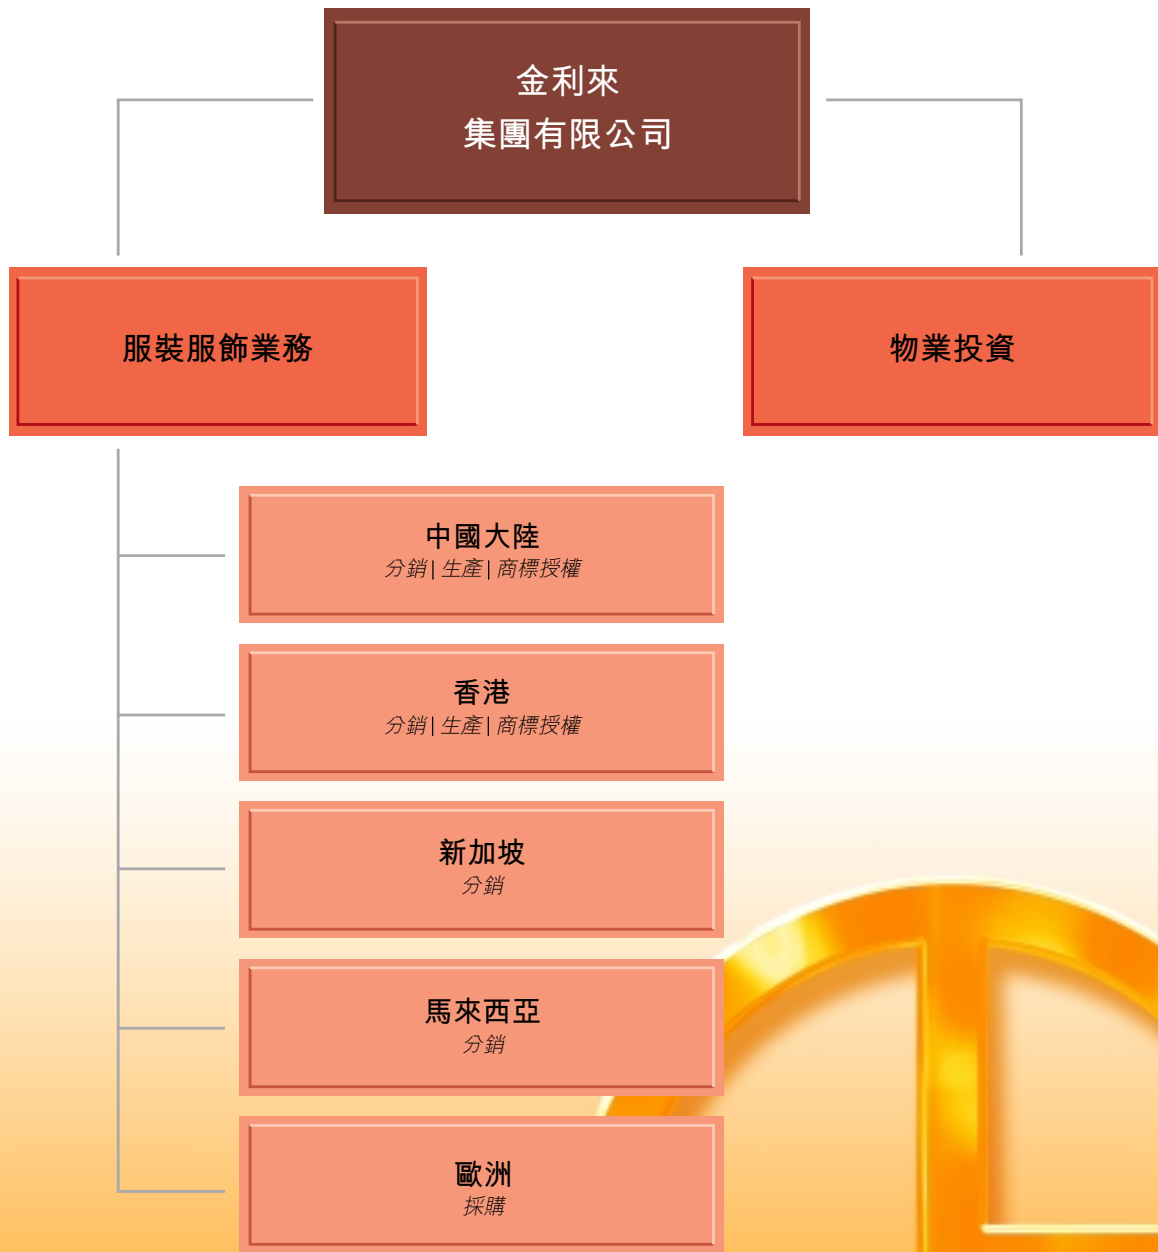 金利來
集團有限公司
服裝服飾業務
物業投資
中國大陸
分銷 | 生產 | 商標授權
香港
分銷 | 生產 | 商標授權
新加坡
分銷
馬來西亞
分銷
歐洲
採購